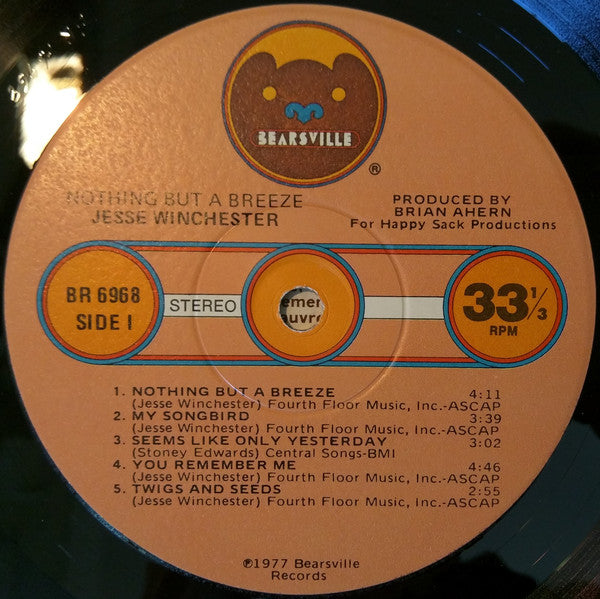 BEARSVILLE
®
NOTHING BUT A BREEZE
JESSE WINCHESTER
PRODUCED BY
BRIAN AHERN
For Happy Sack Productions
BR 6968
SIDE I
STEREO
33 1/3
RPM
1. NOTHING BUT A BREEZE 4:11
(Jesse Winchester) Fourth Floor Music, Inc.-ASCAP
2. MY SONGBIRD 3:39
(Jesse Winchester) Fourth Floor Music, Inc.-ASCAP
3. SEEMS LIKE ONLY YESTERDAY 3:02
(Stoney Edwards) Central Songs-BMI
4. YOU REMEMBER ME 4:46
(Jesse Winchester) Fourth Floor Music, Inc.-ASCAP
5. TWIGS AND SEEDS 2:55
(Jesse Winchester) Fourth Floor Music, Inc.-ASCAP
℗1977 Bearsville
Records